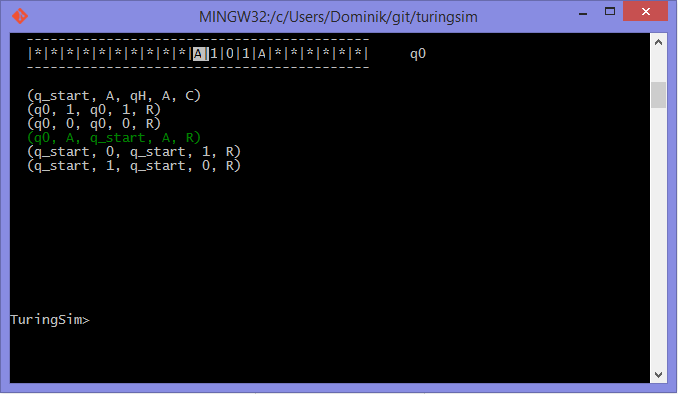 MINGW32:/c/Users/Dominik/git/turingsim
-------------------------------------------
|*|*|*|*|*|*|*|*|*|*|A|1|0|1|A|*|*|*|*|*|*| q0
-------------------------------------------
(q_start, A, qH, A, C)
(q0, 1, q0, 1, R)
(q0, 0, q0, 0, R)
(q0, A, q_start, A, R)
(q_start, 0, q_start, 1, R)
(q_start, 1, q_start, 0, R)
TuringSim>